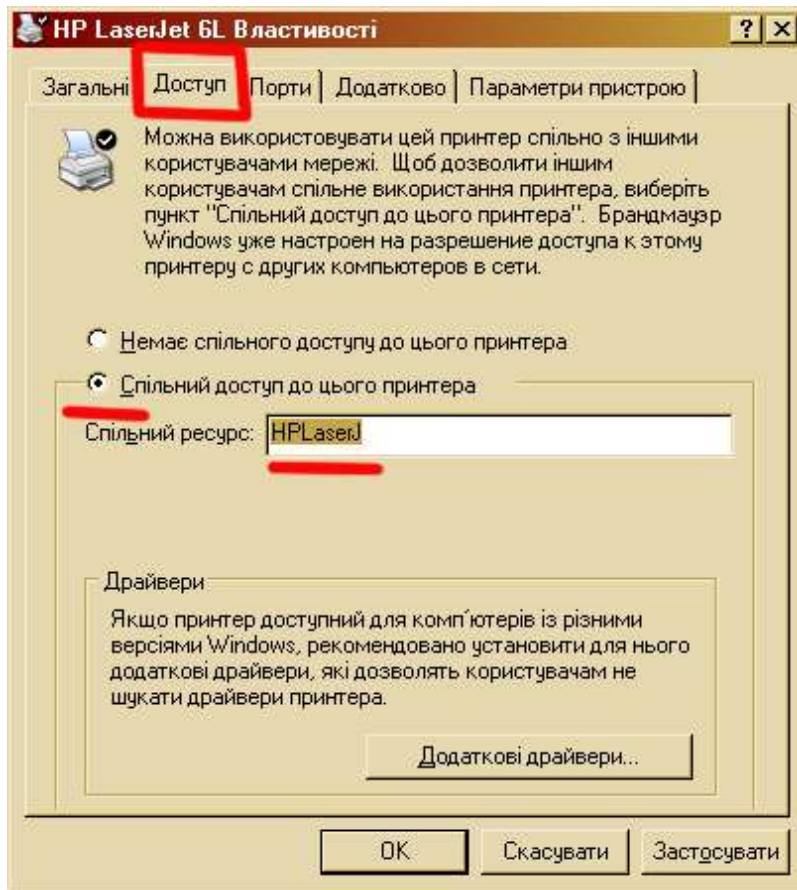 HP LaserJet 6L Властивості
Загальні Доступ Порти Додатково Параметри пристрою
Можна використовувати цей принтер спільно з іншими
користувачами мережі. Щоб дозволити іншим
користувачам спільне використання принтера, виберіть
пункт "Спільний доступ до цього принтера". Брандмауэр
Windows уже настроен на разрешение доступа к этому
принтеру с других компьютеров в сети.
Немає спільного доступу до цього принтера
Спільний доступ до цього принтера
Спільний ресурс: HPLaserJ
Драйвери
Якщо принтер доступний для комп´ютерів із різними
версіями Windows, рекомендовано установити для нього
додаткові драйвери, які дозволять користувачам не
шукати драйвери принтера.
Додаткові драйвери...
OK Скасувати Застосувати